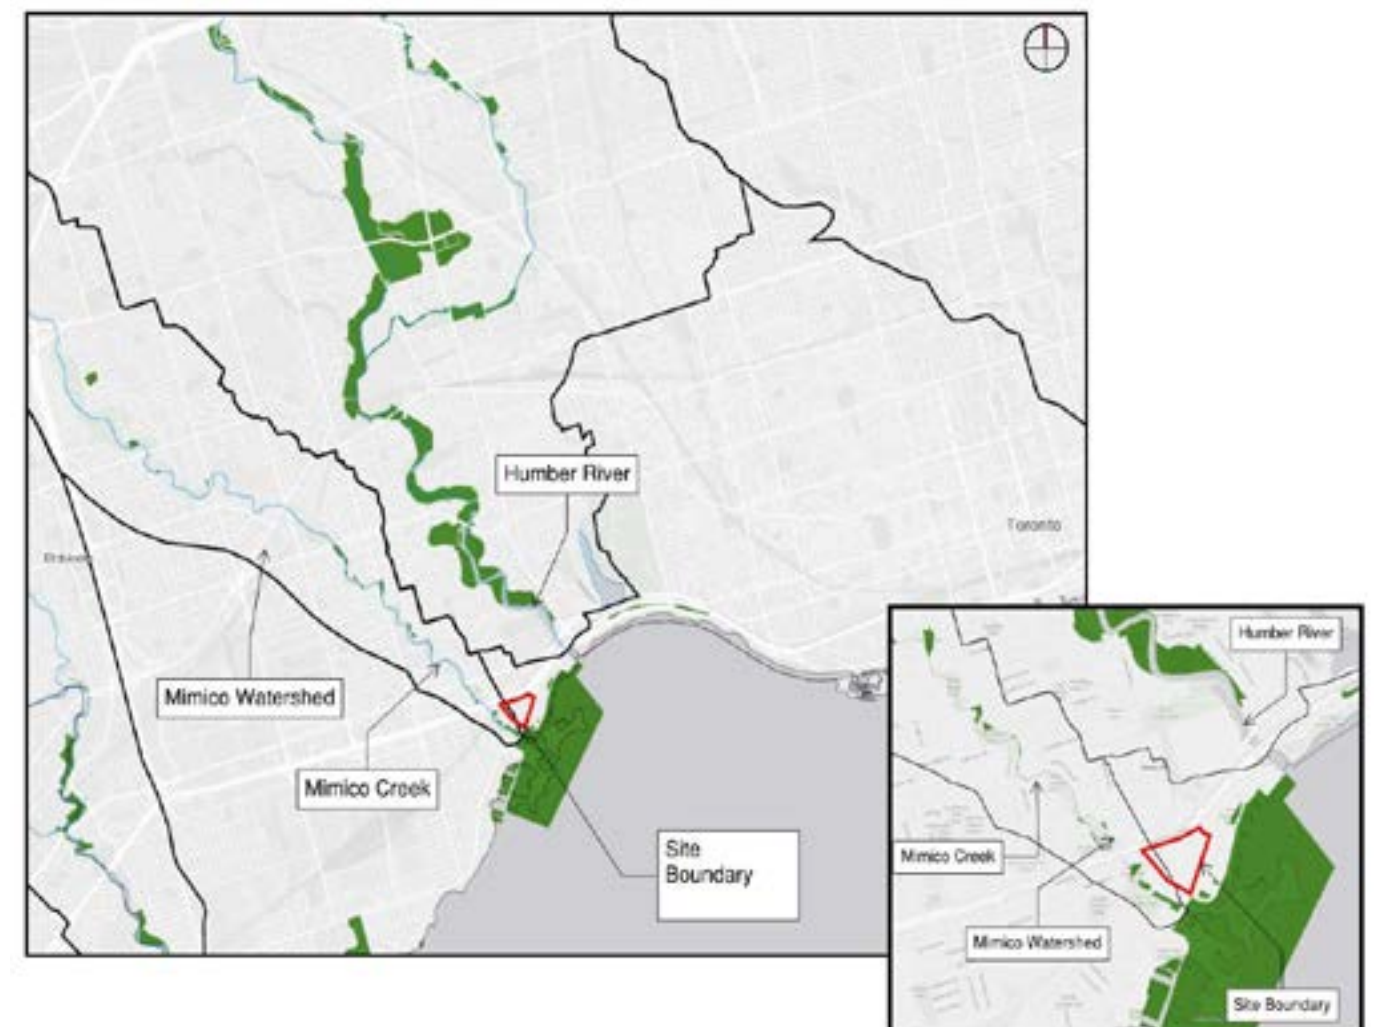 Humber River
Toronto
Mimico Watershed
Mimico Creek
Site
Boundary
Humber River
Mimico Creek
Mimico Watershed
Site Boundary